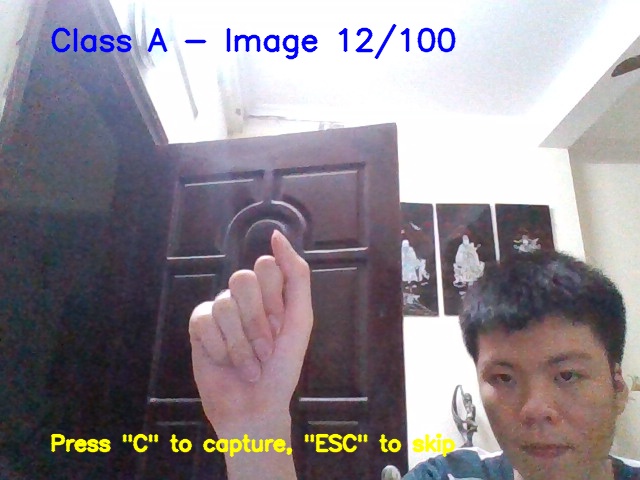 Class A - Image 12/100
Press "C" to capture, "ESC" to skip